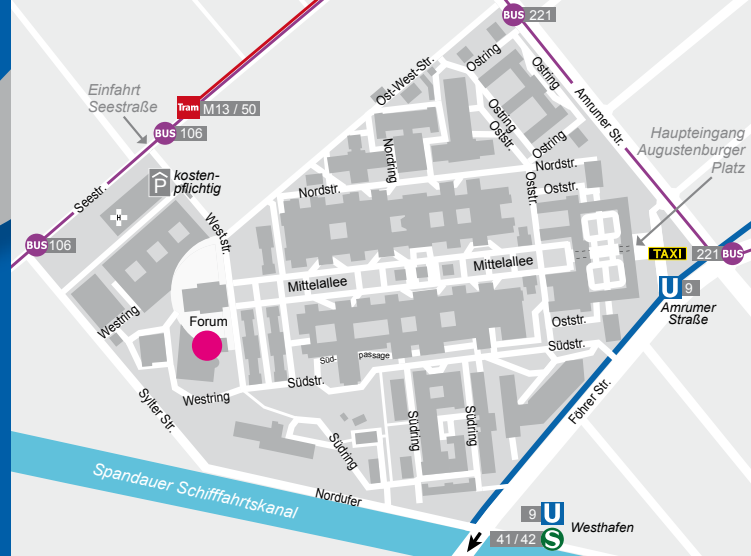 BUS 221
Ostring
Ost-West-Str.
Ostring
Einfahrt
Seestraße
Tram M13 / 50
Amrumer Str.
Ostring
Oststr.
BUS 106
Haupteingang
Augustenburger
Platz
Ostring
Nordring
Nordstr.
P kosten-
pflichtig
Nordstr.
Oststr.
Oststr.
Seestr.
H
Weststr.
BUS 106
TAXI
221 BUS
Mittelallee
Mittelallee
U 9
Amrumer
Straße
Westring
Forum
Oststr.
Südstr.
Süd- passage
Südstr.
Westring
Sylter Str.
Föhrer Str.
Südring
Südring
Südring
Spandauer Schifffahrtskanal
Nordufer
9 U
Westhafen
41 / 42 S